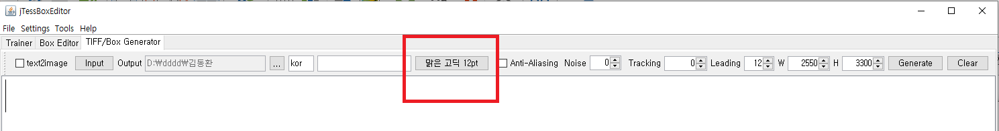 jTessBoxEditor
File Settings Tools Help
Trainer Box Editor TIFF/Box Generator
text2image Input Output D:₩dddd₩김동환 ... kor 맑은 고딕 12pt Anti-Aliasing Noise 0 Tracking 0 Leading 12 W 2550 H 3300 Generate Clear